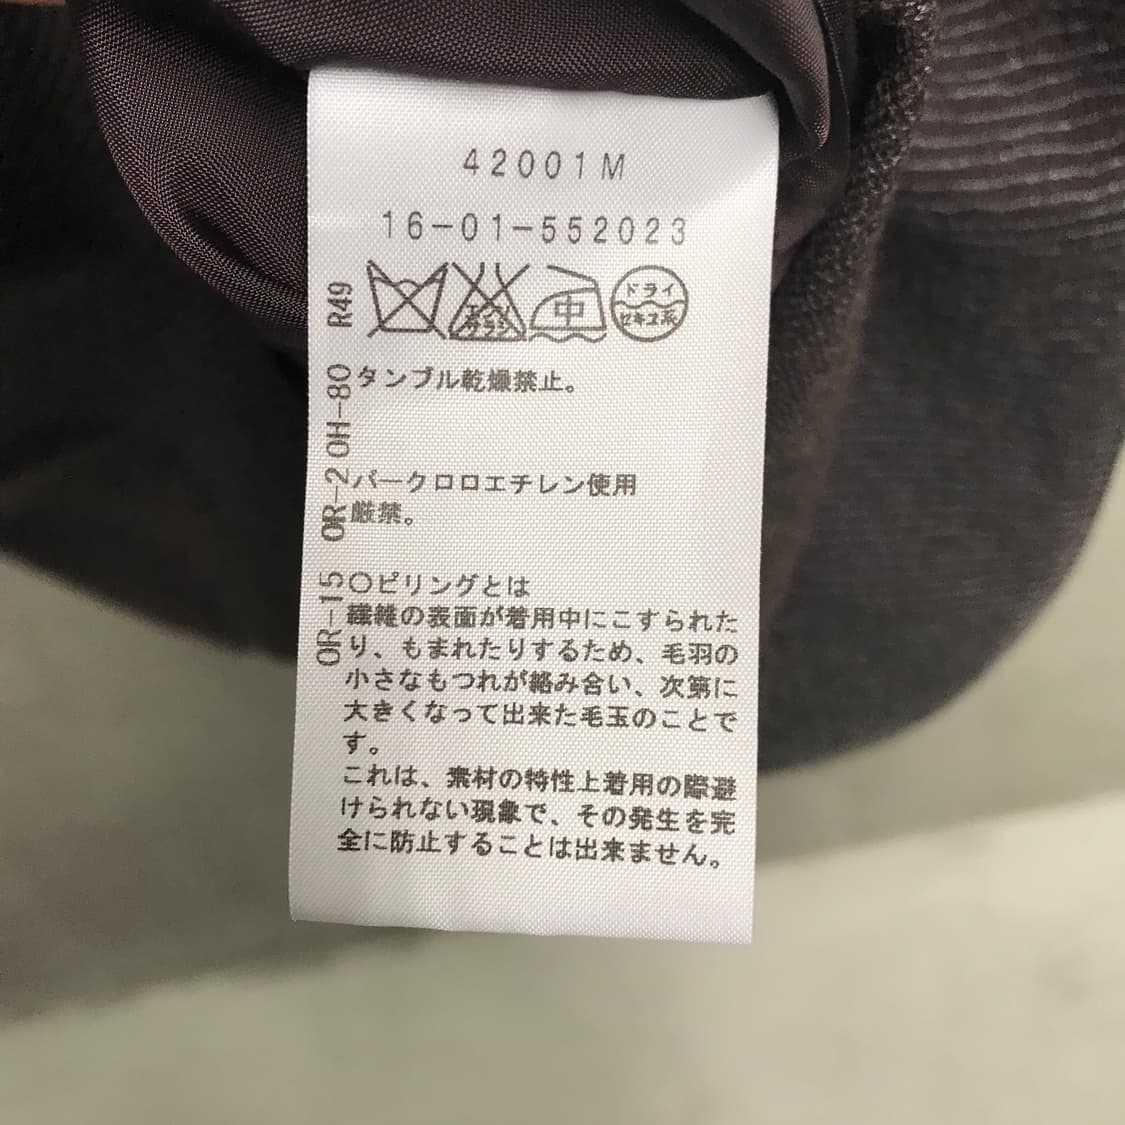 42001M
16-01-552023
エンソ
サラシ
中
ドライ
セキユ系
タンブル乾燥禁止。
パークロロエチレン使用
厳禁。
〇ピリングとは
繊維の表面が着用中にこすられた
り、もまれたりするため、毛羽の
小さなもつれが絡み合い、次第に
大きくなって出来た毛玉のことで
す。
これは、素材の特性上着用の際避
けられない現象で、その発生を完
全に防止することは出来ません。
OR-15 OR-2 OH-80 R49